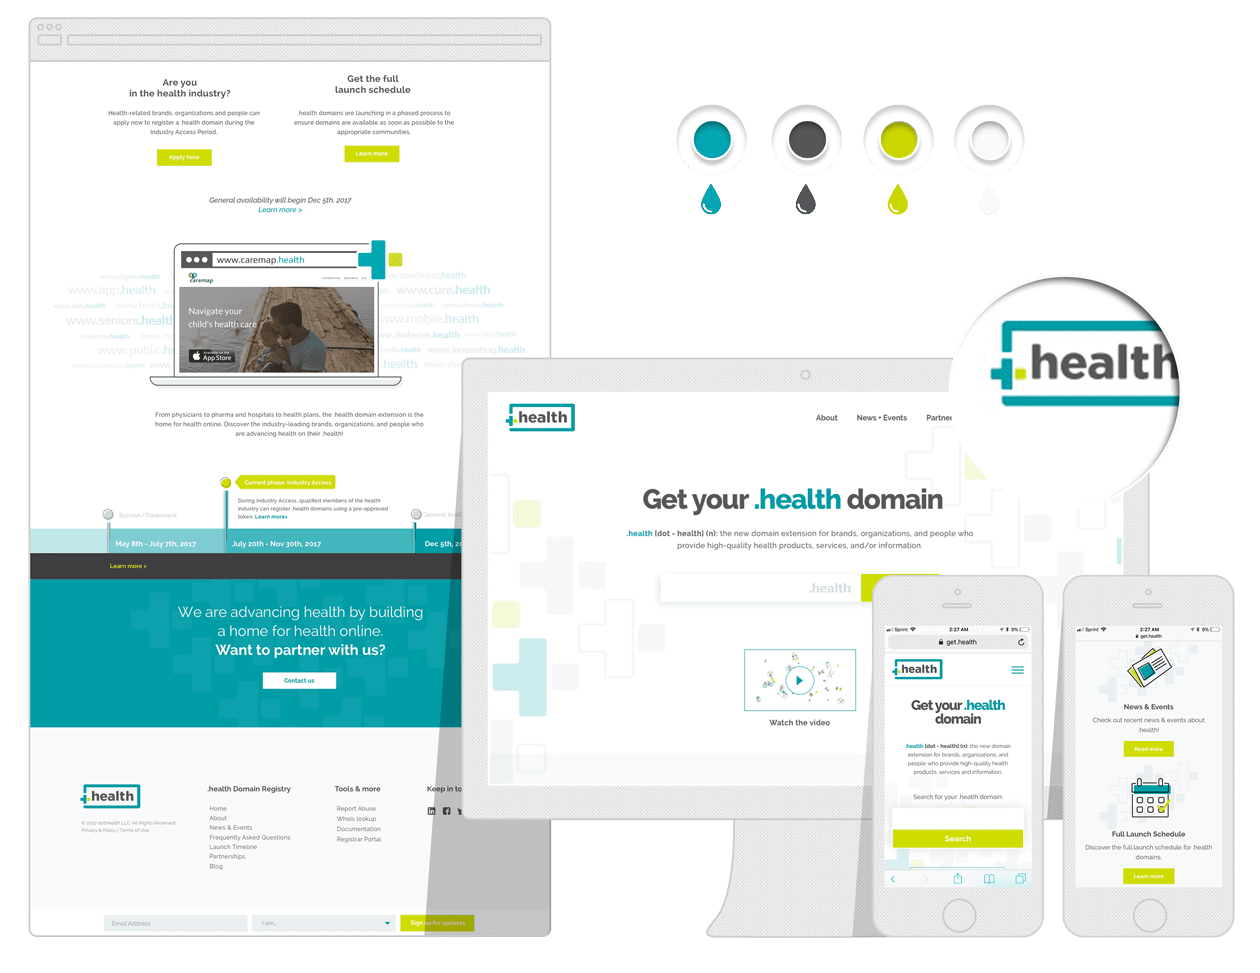 Are you
in the health industry?
Health-related brands, organizations and people can
apply now to register a .health domain during the
Industry Access Period.
Apply here
Get the full
launch schedule
.health domains are launching in a phased process to
ensure domains are available as soon as possible to the
appropriate communities.
Learn more
General availability will begin Dec 5th, 2017
Learn more >
www.caremap.health
caremap
Navigate your
child's health care
Available on the
App Store
www.digital.health
www.app.health
www.seniors.health
www.public.h
yourbrand.health
www.cure.health
www.mobile.health
www.diabetes.health
www.innovating.health
From physicians to pharma and hospitals to health plans, the .health domain extension is the
home for health online. Discover the industry-leading brands, organizations, and people who
are advancing health on their .health!
Current phase: Industry Access
During Industry Access, qualified members of the health
industry can register .health domains using a pre-approved
token. Learn more>
Sunrise/Trademark
General Avai
May 8th - July 7th, 2017
July 20th - Nov 30th, 2017
Dec 5th, 20
Learn more >
We are advancing health by building
a home for health online.
Want to partner with us?
Contact us
.health
© 2017 dotHealth LLC. All Rights Reserved.
Privacy & Policy | Terms of Use
.health Domain Registry
Home
About
News & Events
Frequently Asked Questions
Launch Timeline
Partnerships
Blog
Tools & more
Report Abuse
Whois lookup
Documentation
Registrar Portal
Keep in to
Email Address
I am...
Sign up for updates
.health
.health
About
News + Events
Partner
Get your .health domain
.health [dot - health] (n): the new domain extension for brands, organizations, and people who
provide high-quality health products, services, and/or information.
.health
Watch the video
Sprint
2:27 AM
9%
get.health
.health
Get your .health
domain
.health [dot - health] (n): the new domain
extension for brands, organizations, and
people who provide high-quality health
products, services and information.
Search for your .health domain:
Search
Sprint
2:27 AM
9%
get.health
News & Events
Check out recent news & events about
.health!
Read more
Full Launch Schedule
Discover the full launch schedule for .health
domains.
Learn more